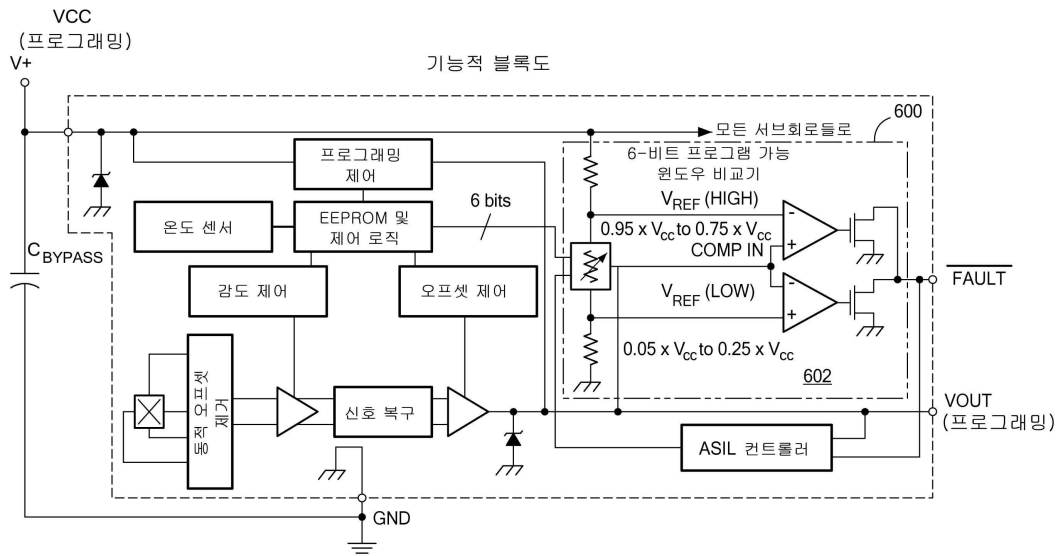 VCC
(프로그래밍)
V+
기능적 블록도
600
모든 서브회로들로
프로그래밍
제어
6-비트 프로그램 가능
윈도우 비교기
6 bits
V_REF (HIGH)
온도 센서
EEPROM 및
제어 로직
0.95 x V_cc to 0.75 x V_cc
COMP IN
C_BYPASS
감도 제어
오프셋 제어
V_REF (LOW)
FAULT
0.05 x V_cc to 0.25 x V_cc
602
동적 오프셋
제거
신호 복구
VOUT
(프로그래밍)
ASIL 컨트롤러
GND